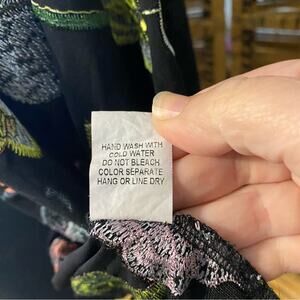 HAND WASH WITH
COLD WATER
DO NOT BLEACH
COLOR SEPARATE
HANG OR LINE DRY